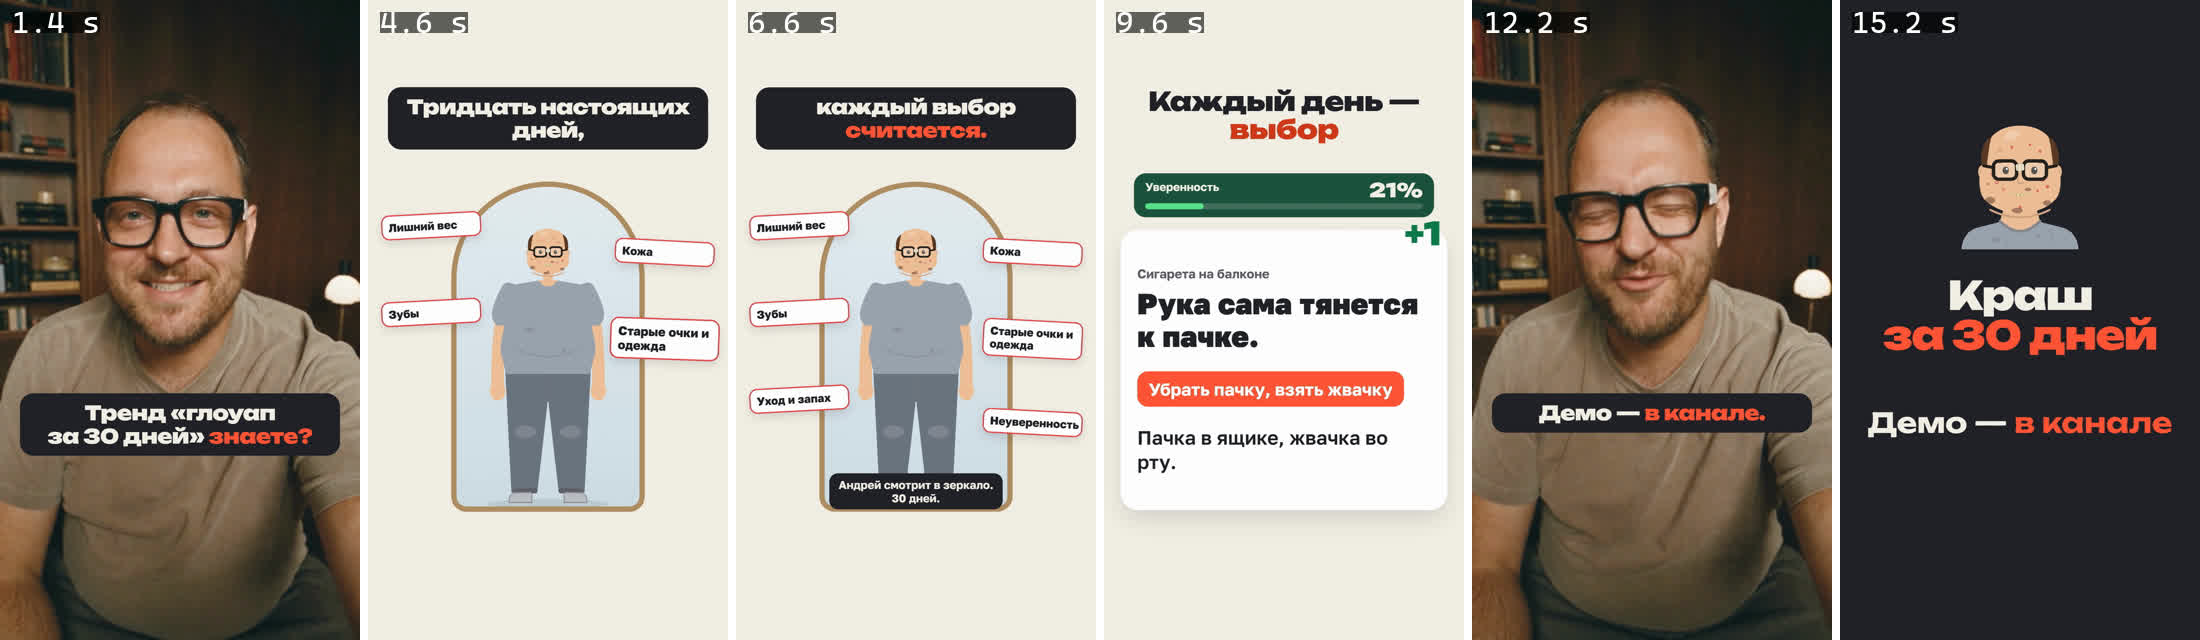 1.4 s
Тренд «глоуап
за 30 дней» знаете?
4.6 s
Тридцать настоящих
дней,
Лишний вес
Кожа
Зубы
Старые очки и
одежда
6.6 s
каждый выбор
считается.
Лишний вес
Кожа
Зубы
Старые очки и
одежда
Уход и запах
Неуверенность
Андрей смотрит в зеркало.
30 дней.
9.6 s
Каждый день —
выбор
Уверенность
21%
+1
Сигарета на балконе
Рука сама тянется
к пачке.
Убрать пачку, взять жвачку
Пачка в ящике, жвачка во
рту.
12.2 s
Демо — в канале.
15.2 s
Краш
за 30 дней
Демо — в канале